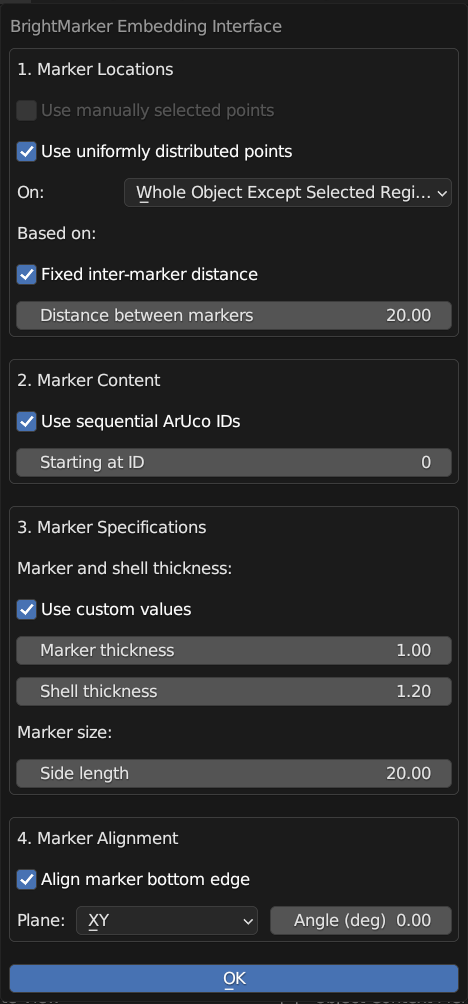 BrightMarker Embedding Interface
1. Marker Locations
Use manually selected points
Use uniformly distributed points
On: Whole Object Except Selected Regi...
Based on:
Fixed inter-marker distance
Distance between markers 20.00
2. Marker Content
Use sequential ArUco IDs
Starting at ID 0
3. Marker Specifications
Marker and shell thickness:
Use custom values
Marker thickness 1.00
Shell thickness 1.20
Marker size:
Side length 20.00
4. Marker Alignment
Align marker bottom edge
Plane: XY Angle (deg) 0.00
OK